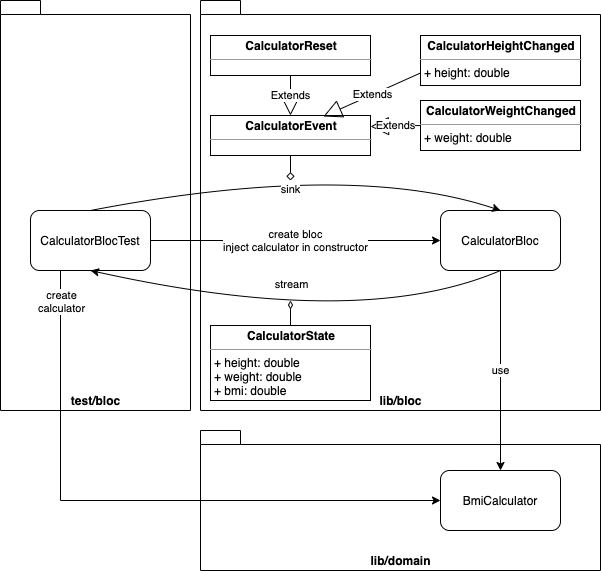 CalculatorReset
Extends
CalculatorHeightChanged
+ height: double
Extends
CalculatorEvent
CalculatorWeightChanged
+ weight: double
Extends
sink
CalculatorBlocTest
create bloc
inject calculator in constructor
CalculatorBloc
stream
create
calculator
CalculatorState
+ height: double
+ weight: double
+ bmi: double
use
test/bloc
lib/bloc
BmiCalculator
lib/domain